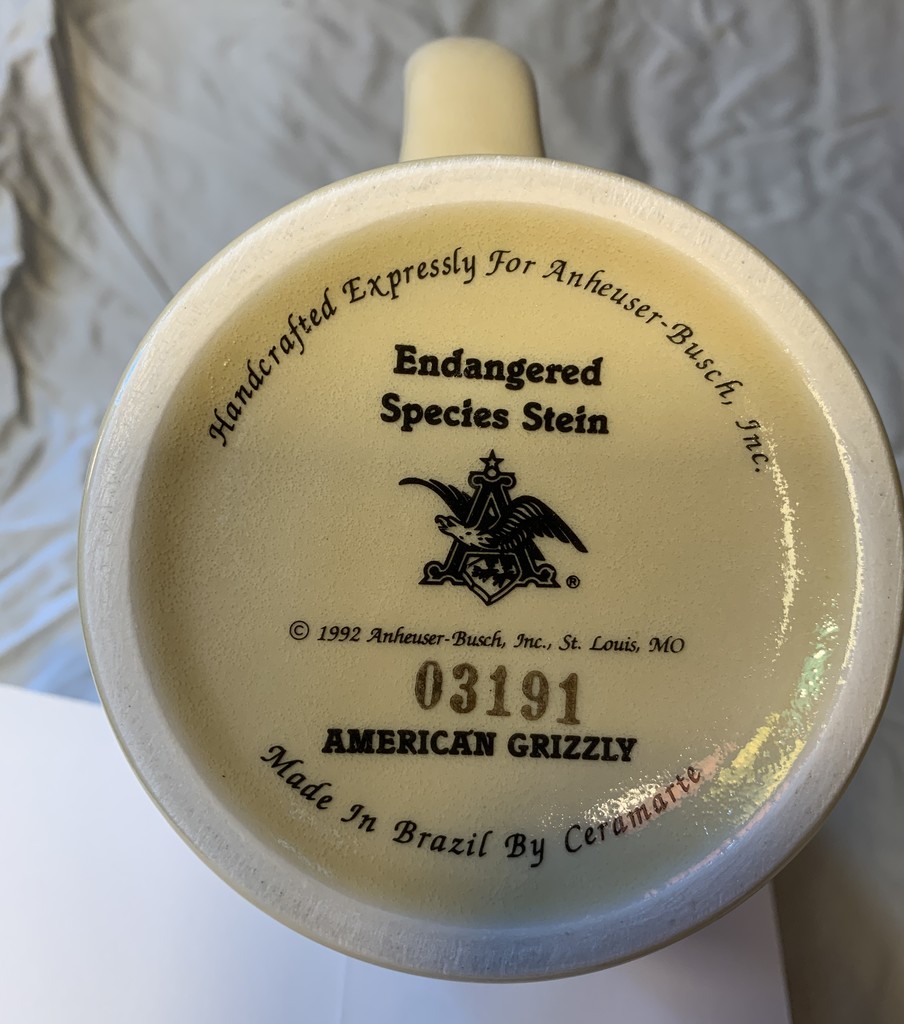 Handcrafted Expressly For Anheuser-Busch, Inc.
Endangered
Species Stein
A
®
© 1992 Anheuser-Busch, Inc., St. Louis, MO
03191
AMERICAN GRIZZLY
Made In Brazil By Ceramarte